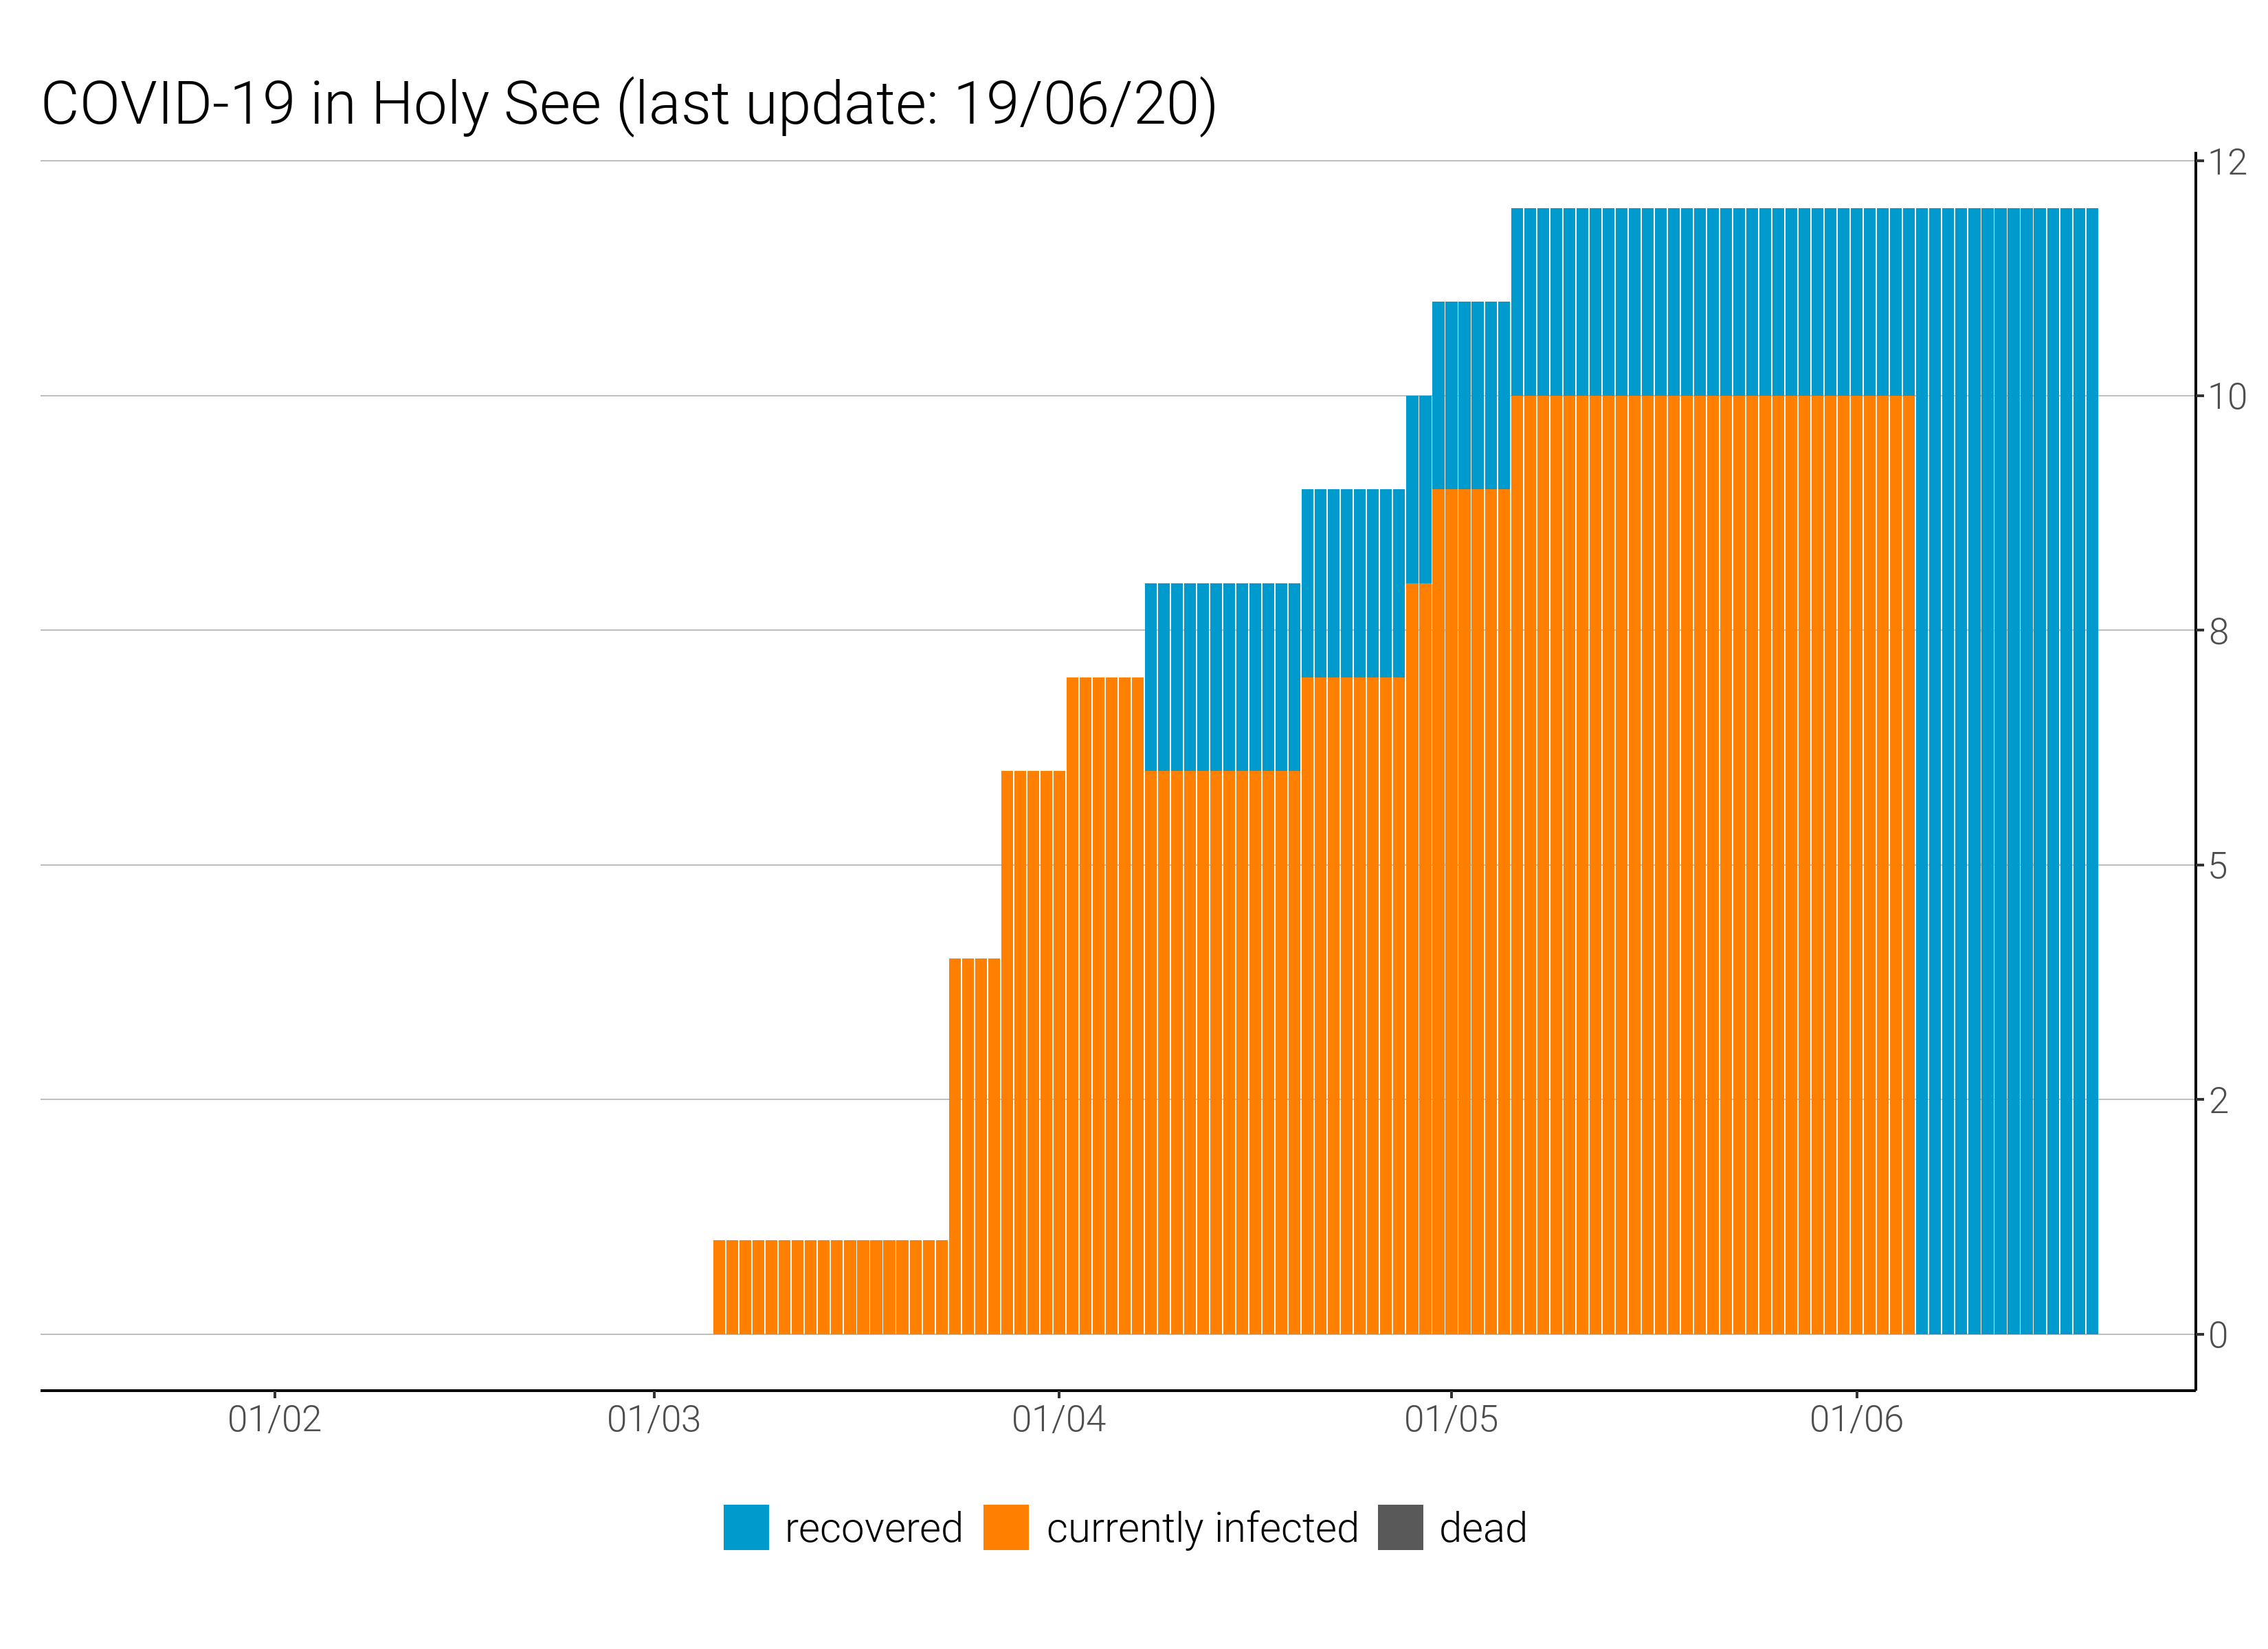 COVID-19 in Holy See (last update: 19/06/20)
12
10
8
5
2
0
01/02 01/03 01/04 01/05 01/06
recovered currently infected dead